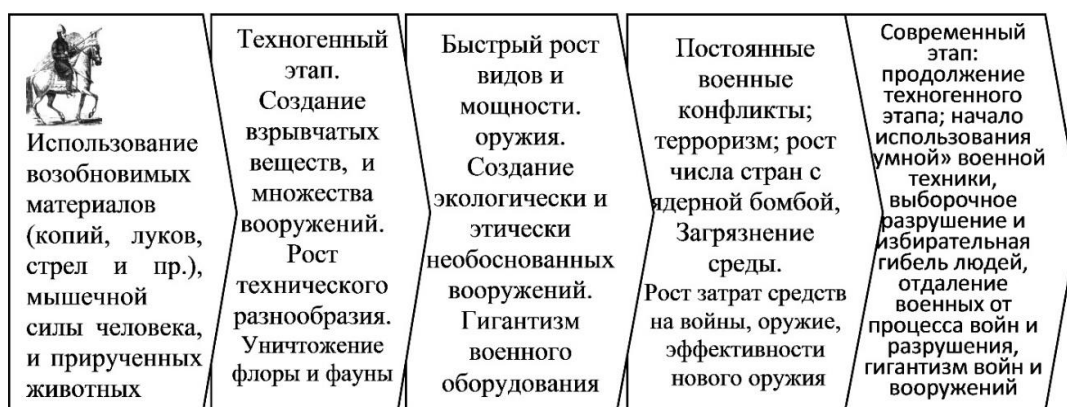 Использование
возобновимых
материалов
(копий, луков,
стрел и пр.),
мышечной
силы человека,
и прирученных
животных
Техногенный
этап.
Создание
взрывчатых
веществ, и
множества
вооружений.
Рост
технического
разнообразия.
Уничтожение
флоры и фауны
Быстрый рост
видов и
мощности.
оружия.
Создание
экологически и
этически
необоснованных
вооружений.
Гигантизм
военного
оборудования
Постоянные
военные
конфликты;
терроризм; рост
числа стран с
ядерной бомбой,
Загрязнение
среды.
Рост затрат средств
на войны, оружие,
эффективности
нового оружия
Современный
этап:
продолжение
техногенного
этапа; начало
использования
умной» военной
техники,
выборочное
разрушение и
избирательная
гибель людей,
отдаление
военных от
процесса войн и
разрушения,
гигантизм войн и
вооружений